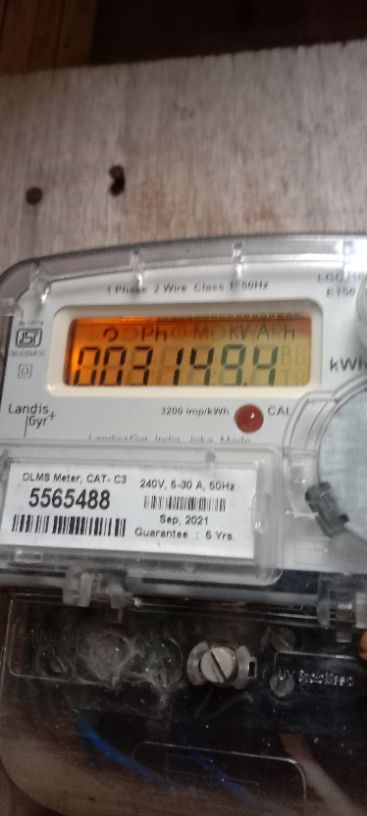 1 Phase 2 Wire Class 1 50Hz
E150
003149.4
kWh
Landis
Gyr+
3200 imp/kWh
CAL
DLMS Meter, CAT- C3
240V, 5-30 A, 50Hz
5565488
Sep, 2021
Guarantee : 5 Yrs.